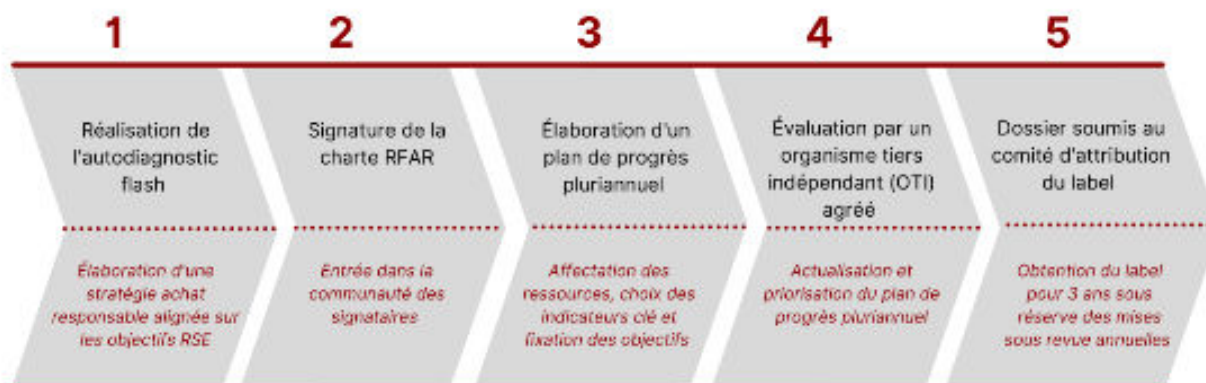 1
Réalisation de
l'autodiagnostic
flash
Élaboration d'une
stratégie achat
responsable alignée sur
les objectifs RSE
2
Signature de la
charte RFAR
Entrée dans la
communauté des
signataires
3
Élaboration d'un
plan de progrès
pluriannuel
Affectation des
ressources, choix des
indicateurs clé et
fixation des objectifs
4
Évaluation par un
organisme tiers
indépendant (OTI)
agréé
Actualisation et
priorisation du plan de
progrès pluriannuel
5
Dossier soumis au
comité d'attribution
du label
Obtention du label
pour 3 ans sous
réserve des mises
sous revue annuelles